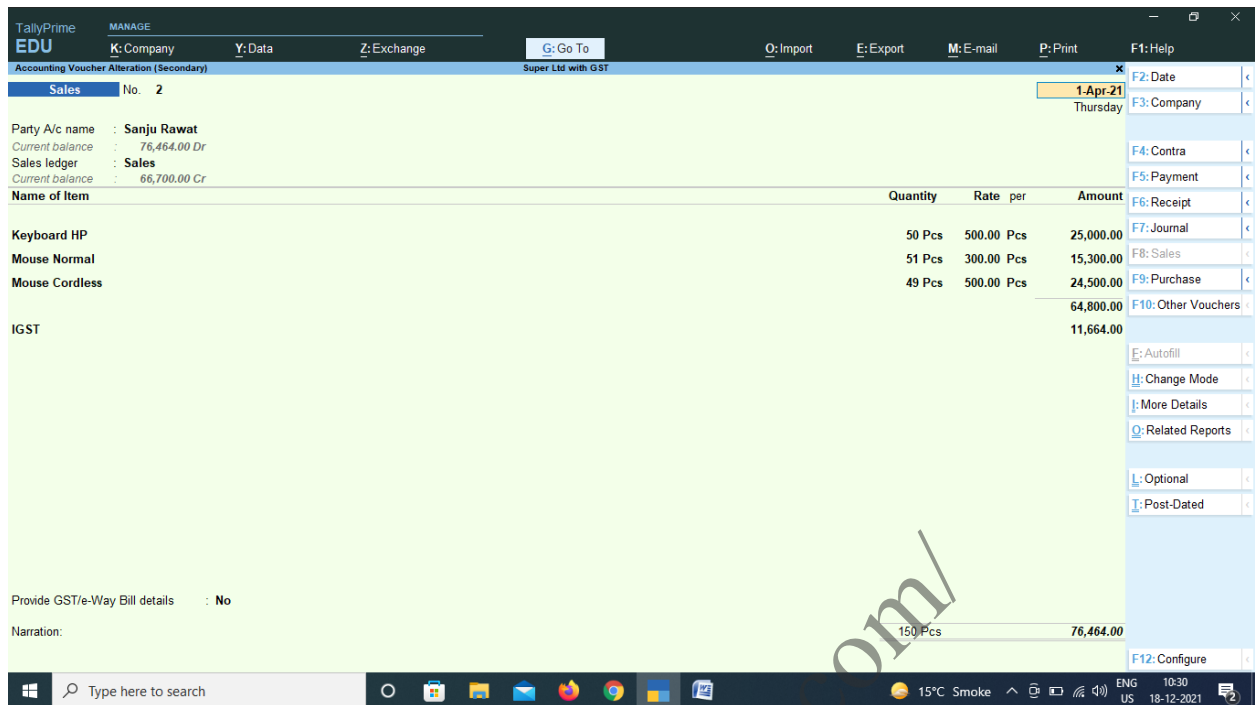 TallyPrime MANAGE
EDU K: Company Y: Data Z: Exchange G: Go To O: Import E: Export M: E-mail P: Print F1: Help
Accounting Voucher Alteration (Secondary) Super Ltd with GST
Sales No. 2 1-Apr-21
Thursday
Party A/c name : Sanju Rawat
Current balance : 76,464.00 Dr
Sales ledger : Sales
Current balance : 66,700.00 Cr
Name of Item Quantity Rate per Amount
Keyboard HP 50 Pcs 500.00 Pcs 25,000.00
Mouse Normal 51 Pcs 300.00 Pcs 15,300.00
Mouse Cordless 49 Pcs 500.00 Pcs 24,500.00
64,800.00
IGST 11,664.00
Provide GST/e-Way Bill details : No
Narration: 150 Pcs 76,464.00
F2: Date
F3: Company
F4: Contra
F5: Payment
F6: Receipt
F7: Journal
F8: Sales
F9: Purchase
F10: Other Vouchers
F: Autofill
H: Change Mode
I: More Details
O: Related Reports
L: Optional
T: Post-Dated
F12: Configure
om/
Type here to search 15°C Smoke ENG 10:30
US 18-12-2021 2